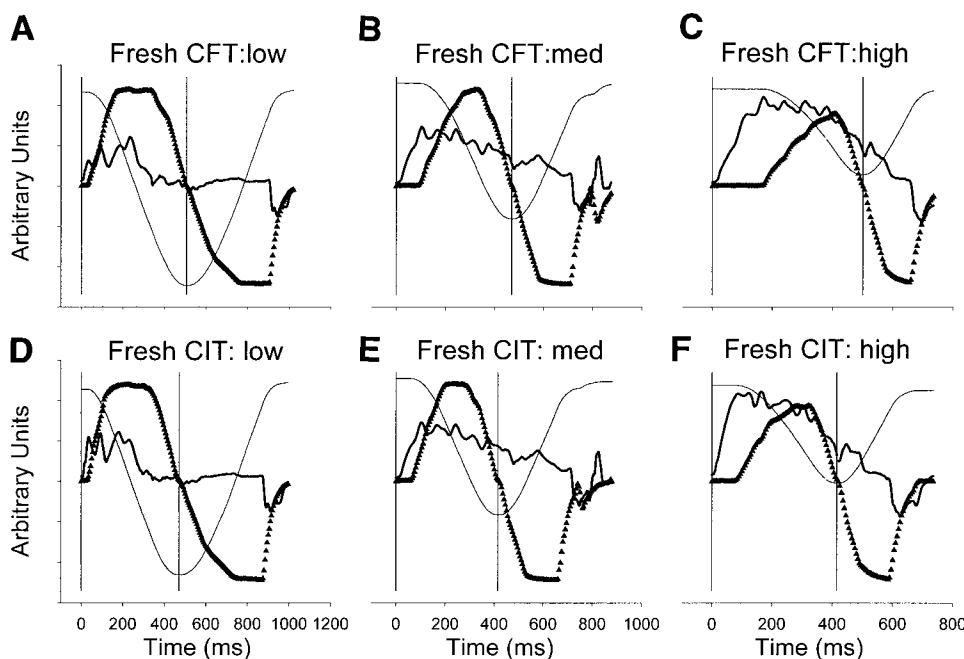 A
Fresh CFT:low
B
Fresh CFT:med
C
Fresh CFT:high
Arbitrary Units
D
Fresh CIT: low
E
Fresh CIT: med
F
Fresh CIT: high
Arbitrary Units
0 200 400 600 800 1000 1200
0 200 400 600 800 1000
0 200 400 600 800
Time (ms)
Time (ms)
Time (ms)